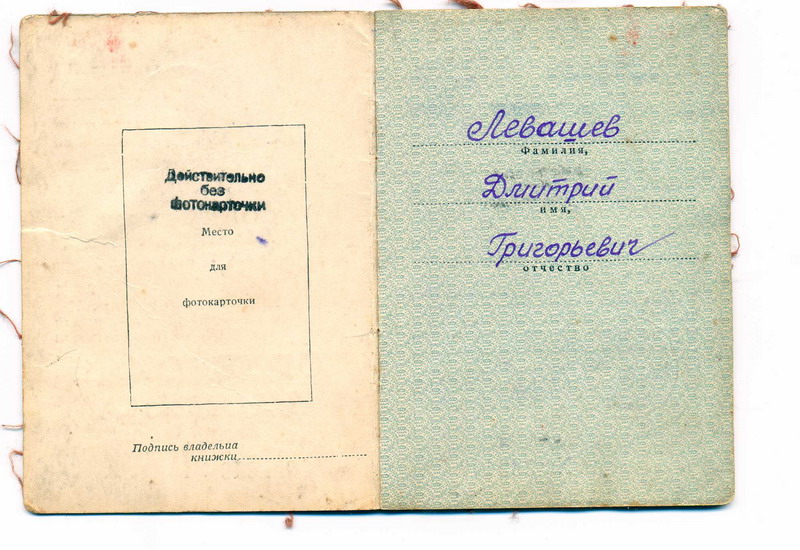 Действительно
без
фотокарточки
Место
для
фотокарточки
Подпись владельца
книжки
Левашев
Фамилия,
Дмитрий
имя,
Григорьевич
отчество